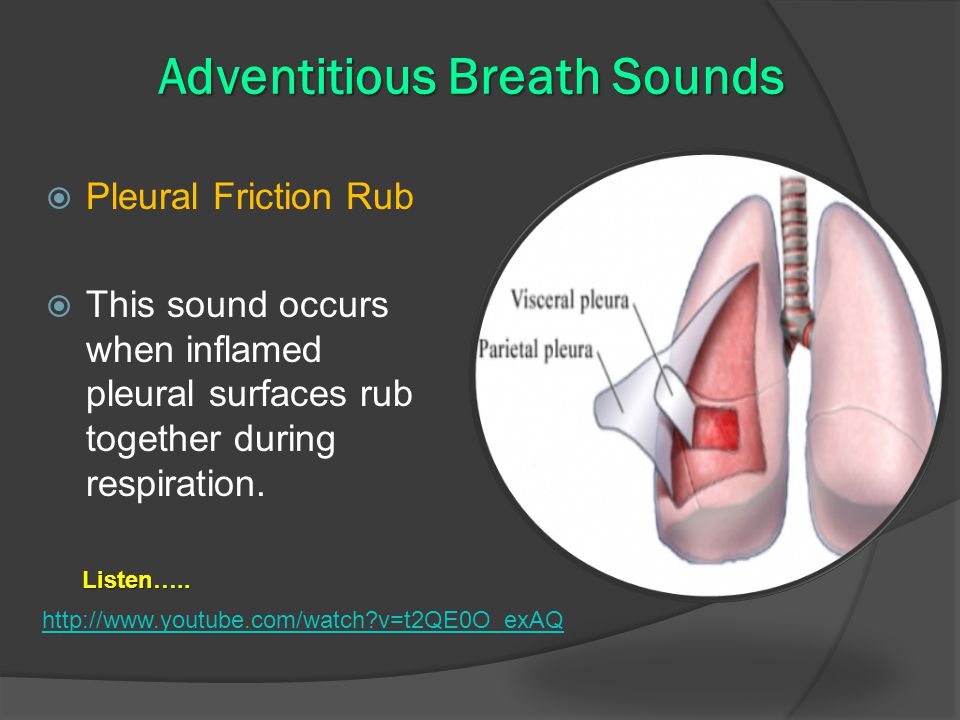 Adventitious Breath Sounds
Pleural Friction Rub
This sound occurs
when inflamed
pleural surfaces rub
together during
respiration.
Visceral pleura
Parietal pleura
Listen…..
http://www.youtube.com/watch?v=t2QE0O_exAQ